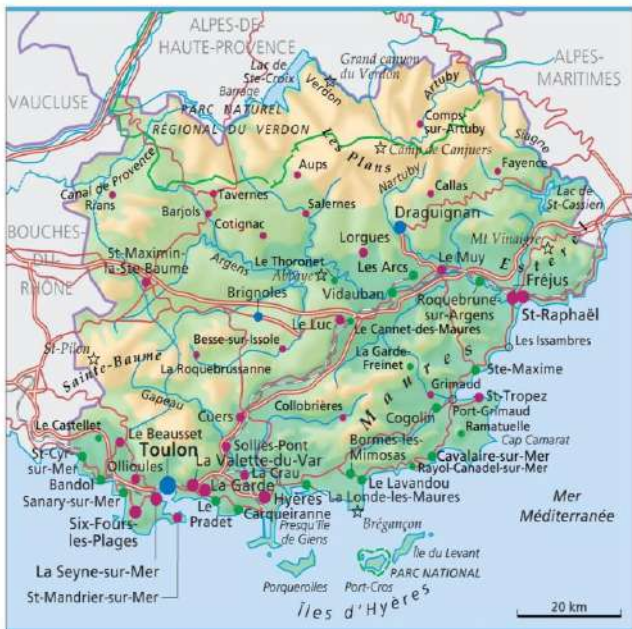 ALPES-DE-
HAUTE-PROVENCE
Grand canyon
du Verdon
ALPES-
MARITIMES
Lac de
Ste-Croix
Barrage
Verdon
Artuby
VAUCLUSE
PARC NATUREL
RÉGIONAL DU VERDON
Comps-
sur-Artuby
Siagne
Les Plans
Camp de Canjuers
Aups
Nartuby
Fayence
Canal de Provence
Rians
Tavernes
Callas
Lac de
St-Cassien
Barjols
Salernes
Cotignac
Draguignan
Mt Vinaigre
BOUCHES-
DU-
RHÔNE
Lorgues
Esterel
St-Maximin-
la-Ste-Baume
Argens
Le Thoronet
Abbaye
Les Arcs
Le Muy
Fréjus
Brignoles
Vidauban
Roquebrune-
sur-Argens
St-Raphaël
Le Luc
Le Cannet-des-Maures
Les Issambres
St-Pilon
Sainte-Baume
Besse-sur-Issole
La Roquebrussanne
La Garde-
Freinet
Maures
Ste-Maxime
Gapeau
Grimaud
St-Tropez
Cuers
Collobrières
Cogolin
Port-Grimaud
Ramatuelle
Le Castellet
Le Beausset
Solliès-Pont
Bormes-les-
Mimosas
Cap Camarat
St-Cyr-
sur-Mer
Toulon
La Valette-du-Var
Cavalaire-sur-Mer
Ollioules
La Crau
Rayol-Canadel-sur-Mer
Bandol
La Garde
Le Lavandou
Sanary-sur-Mer
Hyères
La Londe-les-Maures
Le
Pradet
Carqueiranne
Mer
Méditerranée
Six-Fours-
les-Plages
Presqu'île
de Giens
Brégançon
La Seyne-sur-Mer
Île du Levant
PARC NATIONAL
St-Mandrier-sur-Mer
Porquerolles
Port-Cros
Îles d'Hyères
20 km